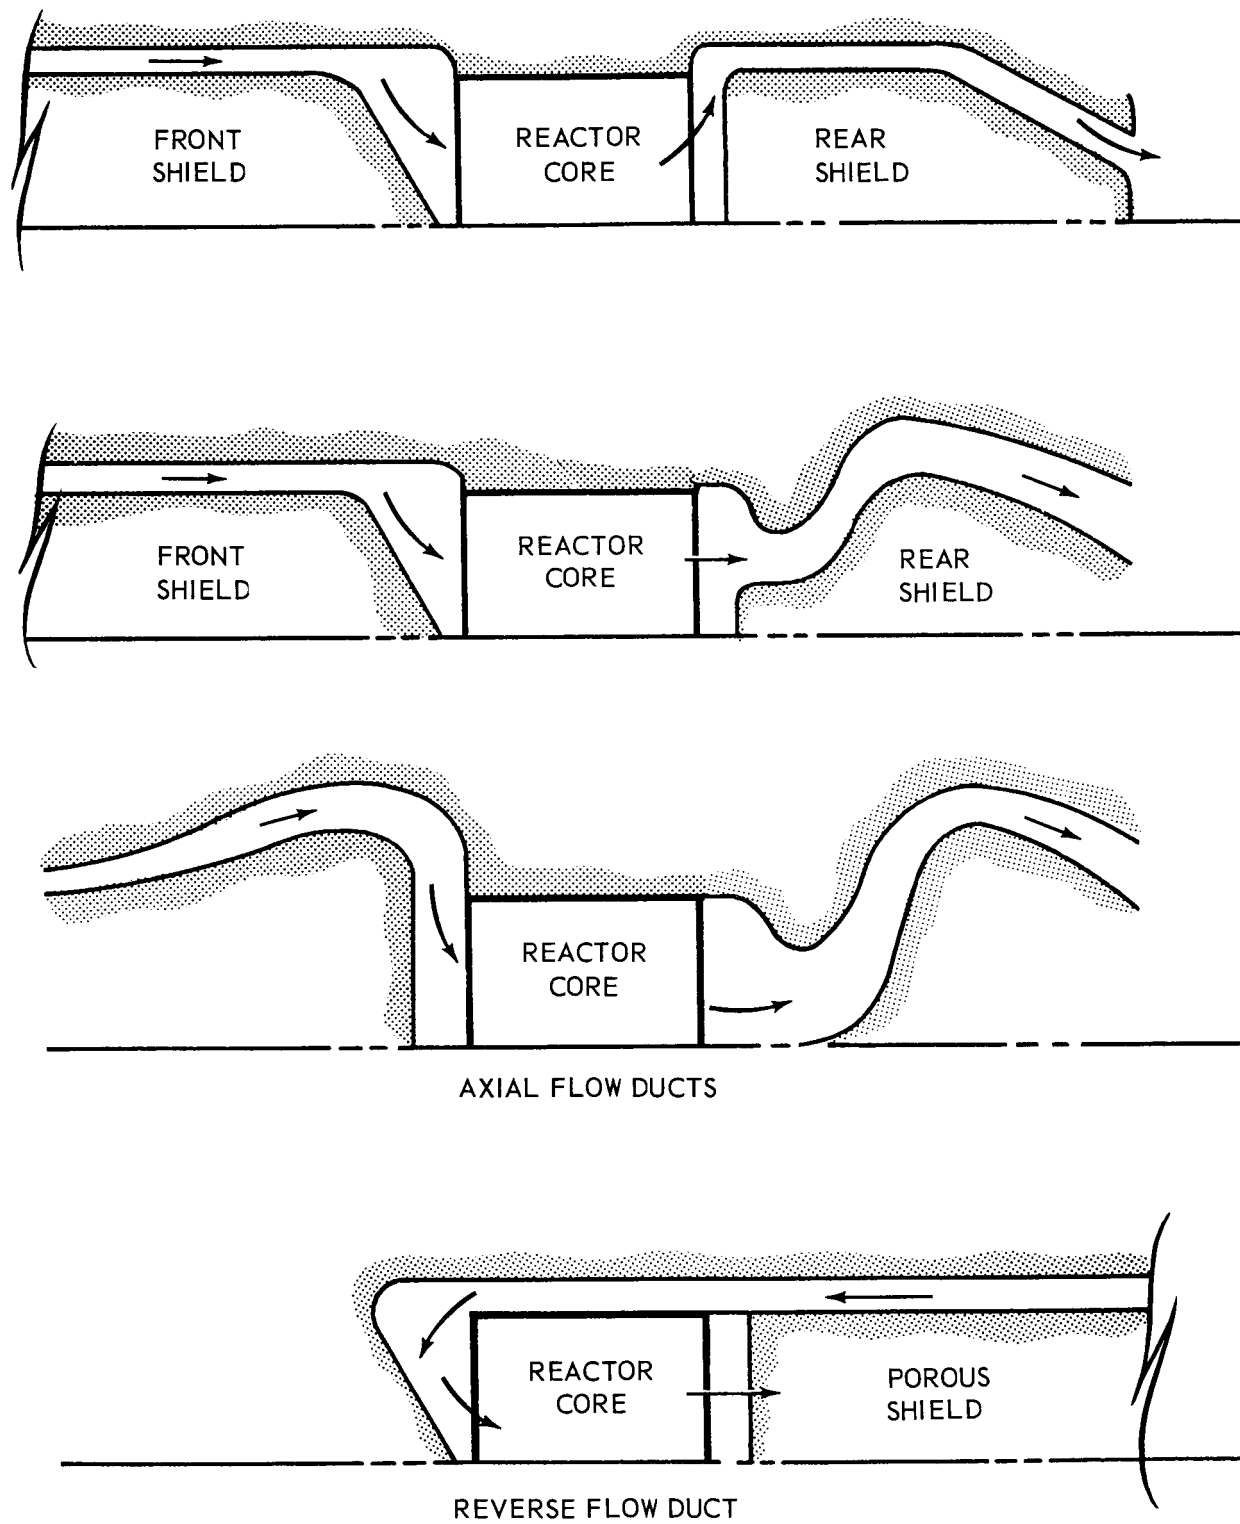 FRONT
SHIELD
REACTOR
CORE
REAR
SHIELD
FRONT
SHIELD
REACTOR
CORE
REAR
SHIELD
REACTOR
CORE
AXIAL FLOW DUCTS
REACTOR
CORE
POROUS
SHIELD
REVERSE FLOW DUCT